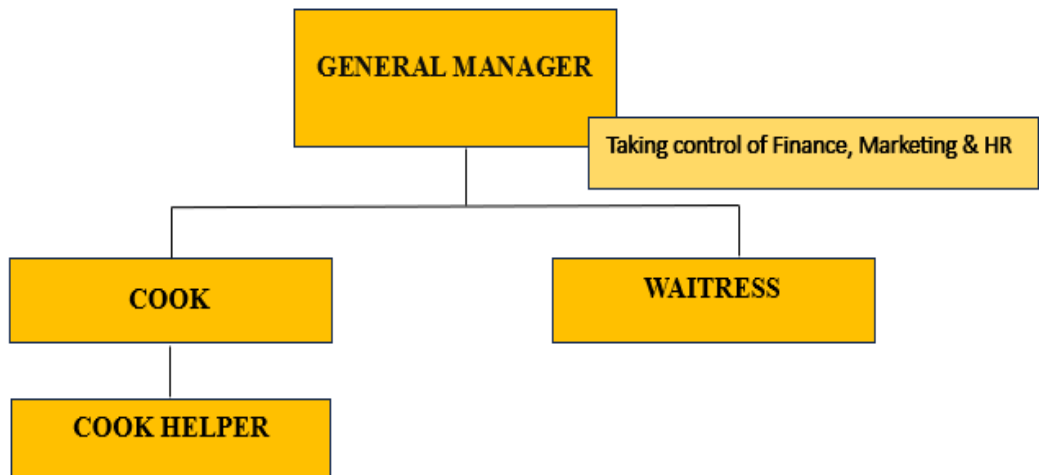 GENERAL MANAGER
Taking control of Finance, Marketing & HR
COOK
WAITRESS
COOK HELPER